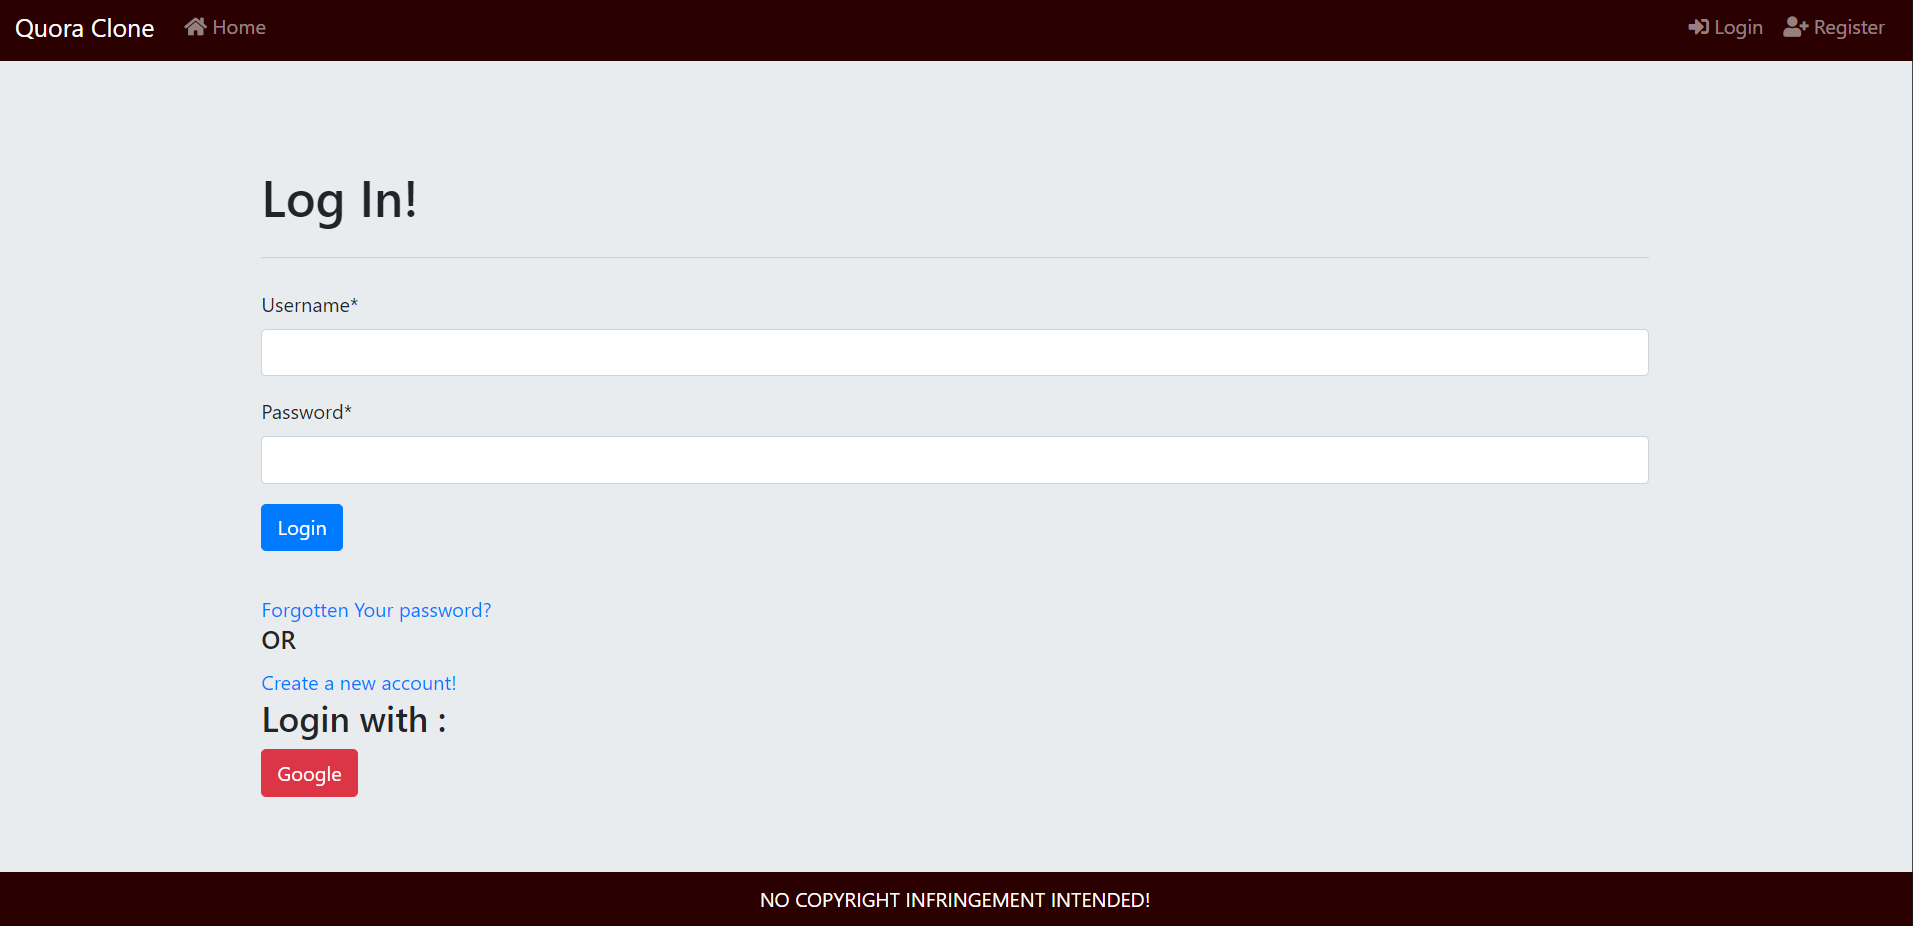 Quora Clone Home Login Register
Log In!
Username*
Password*
Login
Forgotten Your password?
OR
Create a new account!
Login with :
Google
NO COPYRIGHT INFRINGEMENT INTENDED!